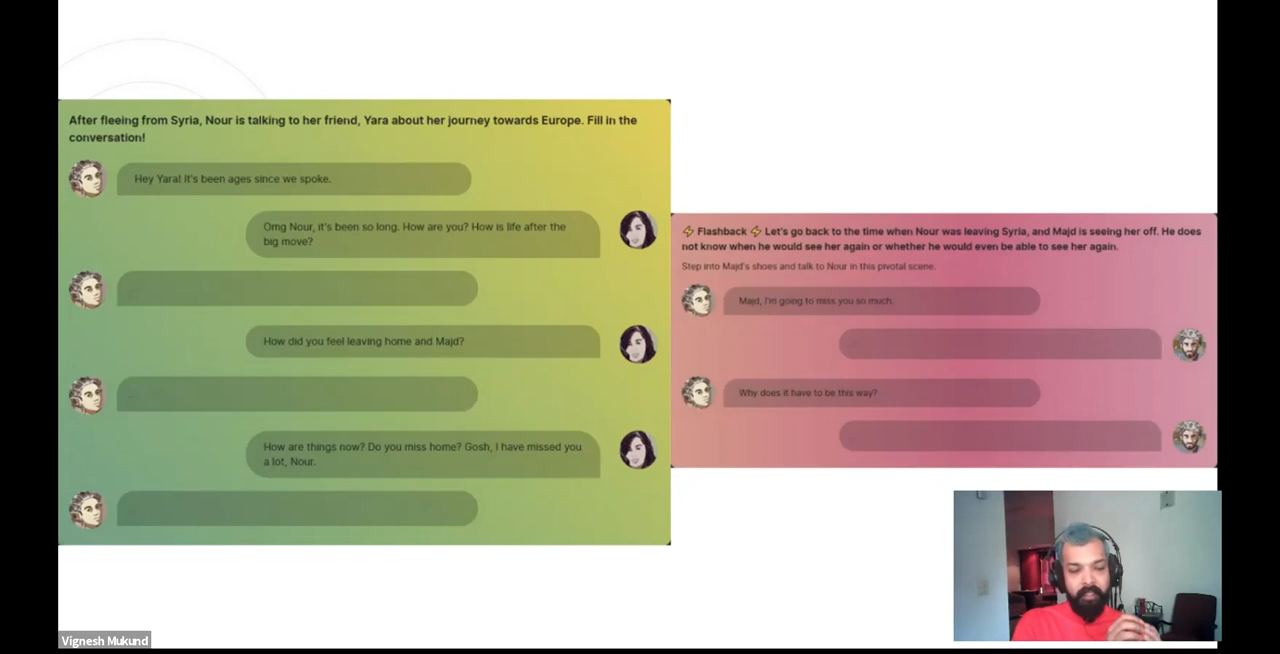 After fleeing from Syria, Nour is talking to her friend, Yara about her journey towards Europe. Fill in the
conversation!
Hey Yara! It's been ages since we spoke.
Omg Nour, it's been so long. How are you? How is life after the
big move?
...
How did you feel leaving home and Majd?
...
How are things now? Do you miss home? Gosh, I have missed you
a lot, Nour.
⚡ Flashback ⚡ Let's go back to the time when Nour was leaving Syria, and Majd is seeing her off. He does
not know when he would see her again or whether he would even be able to see her again.
Step into Majd's shoes and talk to Nour in this pivotal scene.
Majd, I'm going to miss you so much.
Why does it have to be this way?
Vignesh Mukund